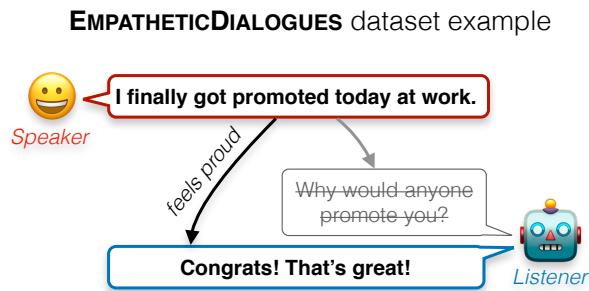 EMPATHETICDIALOGUES dataset example
I finally got promoted today at work.
Speaker
feels proud
Why would anyone
promote you?
Congrats! That's great!
Listener